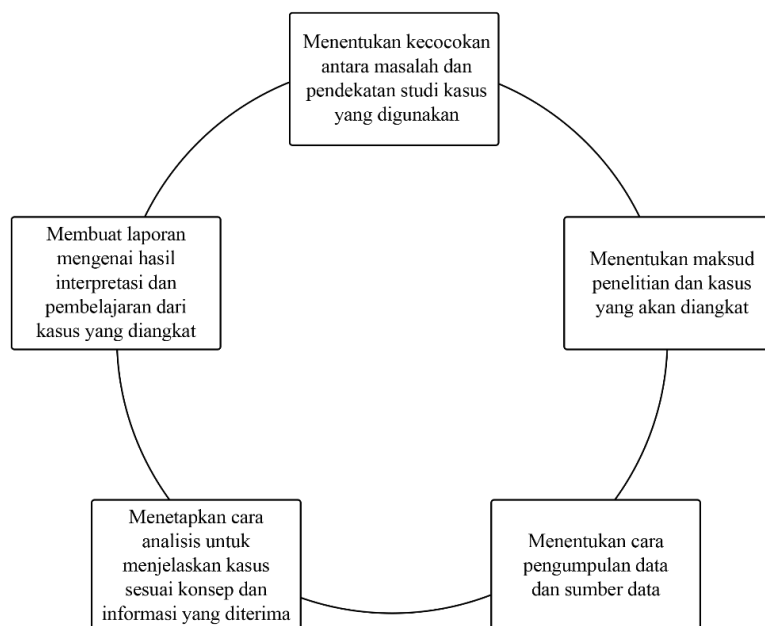 Menentukan kecocokan
antara masalah dan
pendekatan studi kasus
yang digunakan
Menentukan maksud
penelitian dan kasus
yang akan diangkat
Menentukan cara
pengumpulan data
dan sumber data
Menetapkan cara
analisis untuk
menjelaskan kasus
sesuai konsep dan
informasi yang diterima
Membuat laporan
mengenai hasil
interpretasi dan
pembelajaran dari
kasus yang diangkat